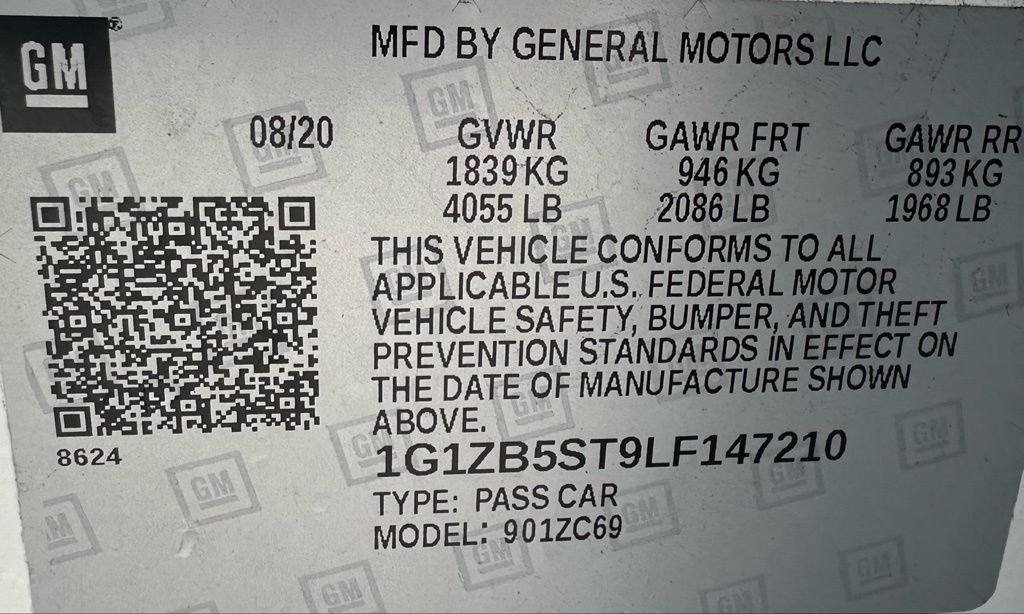 GM
MFD BY GENERAL MOTORS LLC
08/20 GVWR GAWR FRT GAWR RR
1839 KG 946 KG 893 KG
4055 LB 2086 LB 1968 LB
THIS VEHICLE CONFORMS TO ALL
APPLICABLE U.S. FEDERAL MOTOR
VEHICLE SAFETY, BUMPER, AND THEFT
PREVENTION STANDARDS IN EFFECT ON
THE DATE OF MANUFACTURE SHOWN
ABOVE.
8624
1G1ZB5ST9LF147210
TYPE: PASS CAR
MODEL: 901ZC69